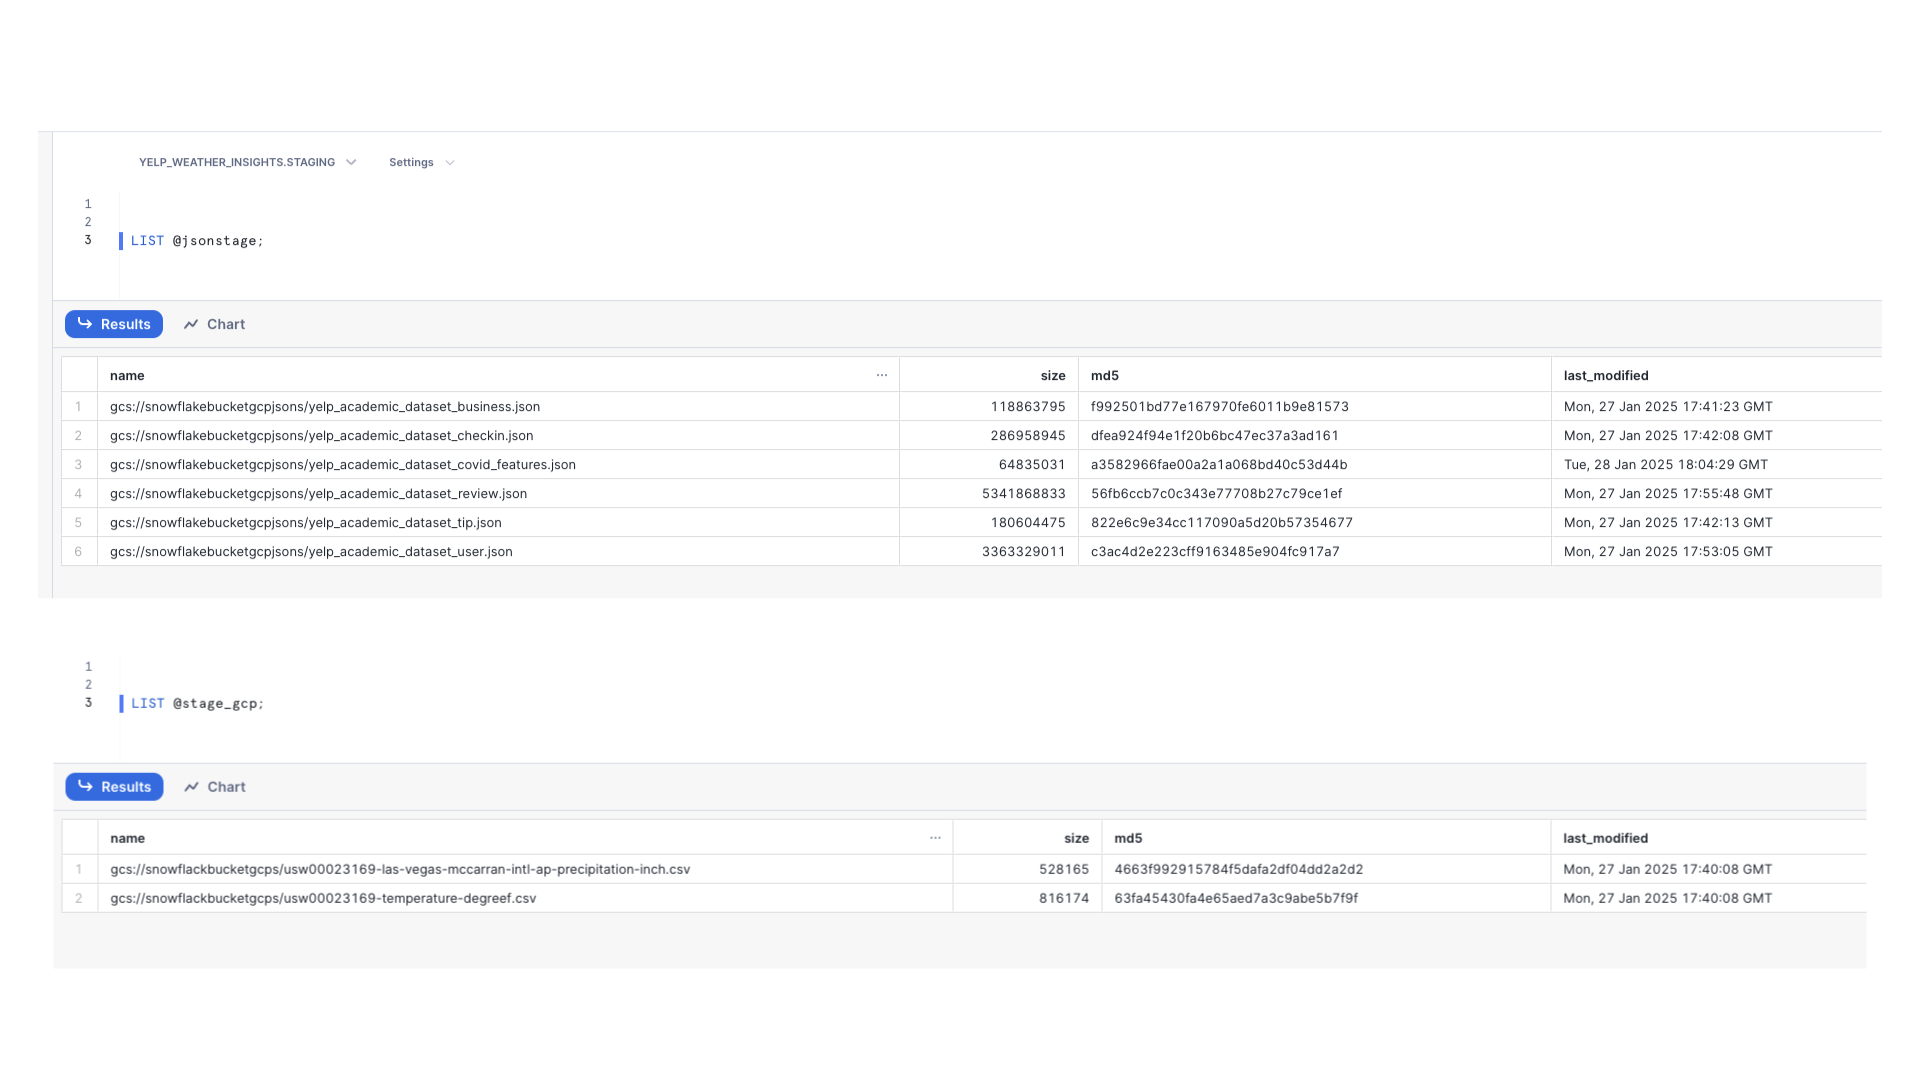 YELP_WEATHER_INSIGHTS.STAGING Settings
1
2
3 LIST @jsonstage;
Results Chart
name ... size md5 last_modified
1 gcs://snowflakebucketgcpjsons/yelp_academic_dataset_business.json 118863795 f992501bd77e167970fe6011b9e81573 Mon, 27 Jan 2025 17:41:23 GMT
2 gcs://snowflakebucketgcpjsons/yelp_academic_dataset_checkin.json 286958945 dfea924f94e1f20b6bc47ec37a3ad161 Mon, 27 Jan 2025 17:42:08 GMT
3 gcs://snowflakebucketgcpjsons/yelp_academic_dataset_covid_features.json 64835031 a3582966fae00a2a1a068bd40c53d44b Tue, 28 Jan 2025 18:04:29 GMT
4 gcs://snowflakebucketgcpjsons/yelp_academic_dataset_review.json 5341868833 56fb6ccb7c0c343e77708b27c79ce1ef Mon, 27 Jan 2025 17:55:48 GMT
5 gcs://snowflakebucketgcpjsons/yelp_academic_dataset_tip.json 180604475 822e6c9e34cc117090a5d20b57354677 Mon, 27 Jan 2025 17:42:13 GMT
6 gcs://snowflakebucketgcpjsons/yelp_academic_dataset_user.json 3363329011 c3ac4d2e223cff9163485e904fc917a7 Mon, 27 Jan 2025 17:53:05 GMT
1
2
3 LIST @stage_gcp;
Results Chart
name ... size md5 last_modified
1 gcs://snowflackbucketgcps/usw00023169-las-vegas-mccarran-intl-ap-precipitation-inch.csv 528165 4663f992915784f5dafa2df04dd2a2d2 Mon, 27 Jan 2025 17:40:08 GMT
2 gcs://snowflackbucketgcps/usw00023169-temperature-degreef.csv 816174 63fa45430fa4e65aed7a3c9abe5b7f9f Mon, 27 Jan 2025 17:40:08 GMT